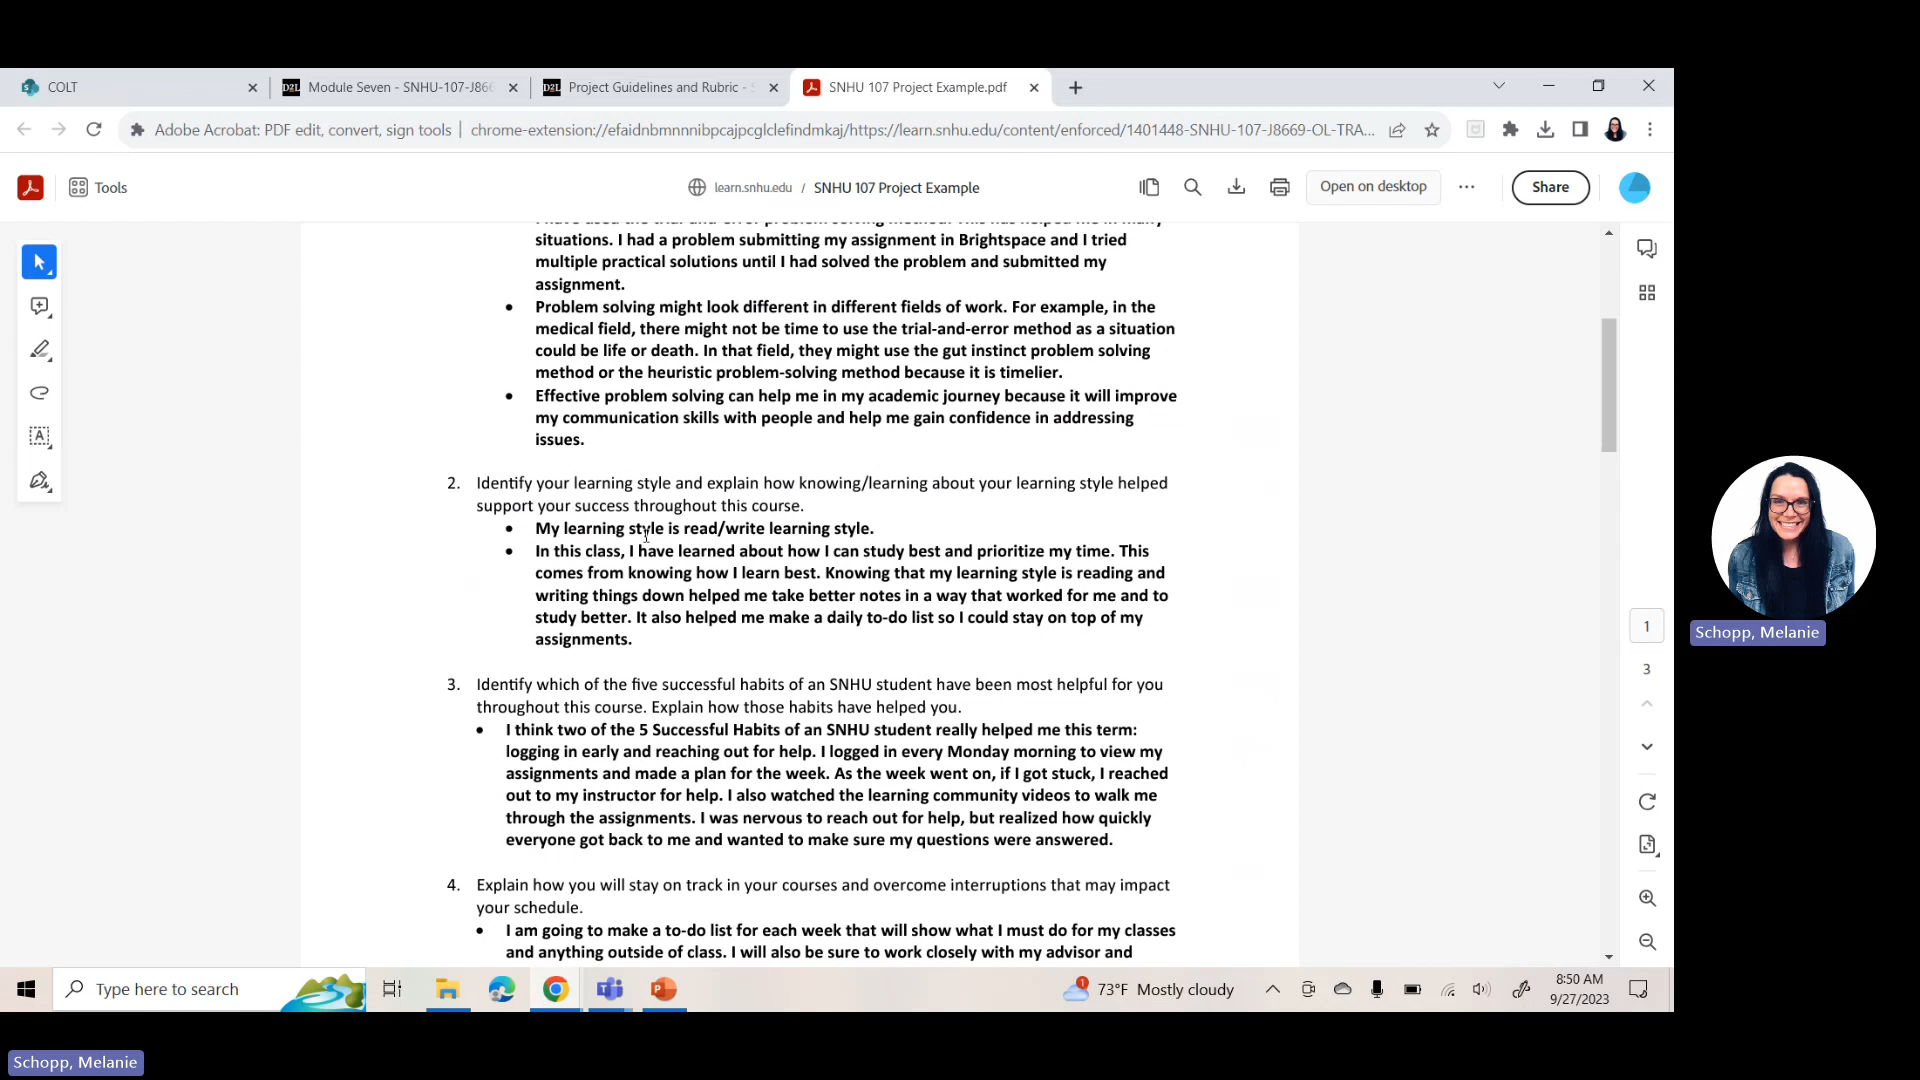 COLT
Module Seven - SNHU-107-J866
Project Guidelines and Rubric -
SNHU 107 Project Example.pdf
Adobe Acrobat: PDF edit, convert, sign tools
chrome-extension://efaidnbmnnnibpcajpcglclefindmkaj/https://learn.snhu.edu/content/enforced/1401448-SNHU-107-J8669-OL-TRA...
Tools
learn.snhu.edu / SNHU 107 Project Example
Open on desktop
Share
situations. I had a problem submitting my assignment in Brightspace and I tried
multiple practical solutions until I had solved the problem and submitted my
assignment.
• Problem solving might look different in different fields of work. For example, in the
medical field, there might not be time to use the trial-and-error method as a situation
could be life or death. In that field, they might use the gut instinct problem solving
method or the heuristic problem-solving method because it is timelier.
• Effective problem solving can help me in my academic journey because it will improve
my communication skills with people and help me gain confidence in addressing
issues.
2. Identify your learning style and explain how knowing/learning about your learning style helped
support your success throughout this course.
• My learning style is read/write learning style.
• In this class, I have learned about how I can study best and prioritize my time. This
comes from knowing how I learn best. Knowing that my learning style is reading and
writing things down helped me take better notes in a way that worked for me and to
study better. It also helped me make a daily to-do list so I could stay on top of my
assignments.
3. Identify which of the five successful habits of an SNHU student have been most helpful for you
throughout this course. Explain how those habits have helped you.
• I think two of the 5 Successful Habits of an SNHU student really helped me this term:
logging in early and reaching out for help. I logged in every Monday morning to view my
assignments and made a plan for the week. As the week went on, if I got stuck, I reached
out to my instructor for help. I also watched the learning community videos to walk me
through the assignments. I was nervous to reach out for help, but realized how quickly
everyone got back to me and wanted to make sure my questions were answered.
4. Explain how you will stay on track in your courses and overcome interruptions that may impact
your schedule.
• I am going to make a to-do list for each week that will show what I must do for my classes
and anything outside of class. I will also be sure to work closely with my advisor and
1
3
Schopp, Melanie
Type here to search
1
73°F Mostly cloudy
8:50 AM
9/27/2023
Schopp, Melanie